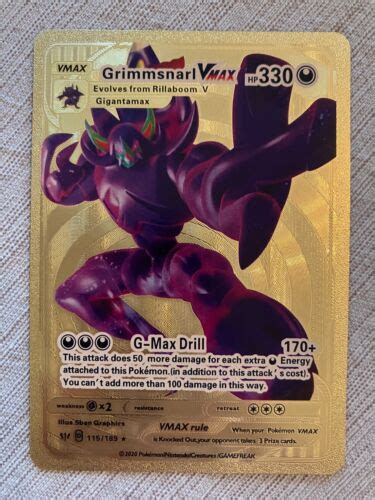 VMAX
Grimmsnarl VMAX HP 330
Evolves from Rillaboom V
Gigantamax
G-Max Drill 170+
This attack does 50 more damage for each extra Energy
attached to this Pokémon.(in addition to this attack's cost).
You can't add more than 100 damage in this way.
weakness x2 resistance retreat
Illus.5ban Graphics VMAX rule When your Pokémon VMAX
115/189 is Knocked Out,your opponent takes 3 Prize cards.
©2020 Pokémon/Nintendo/Creatures /GAMEFREAK